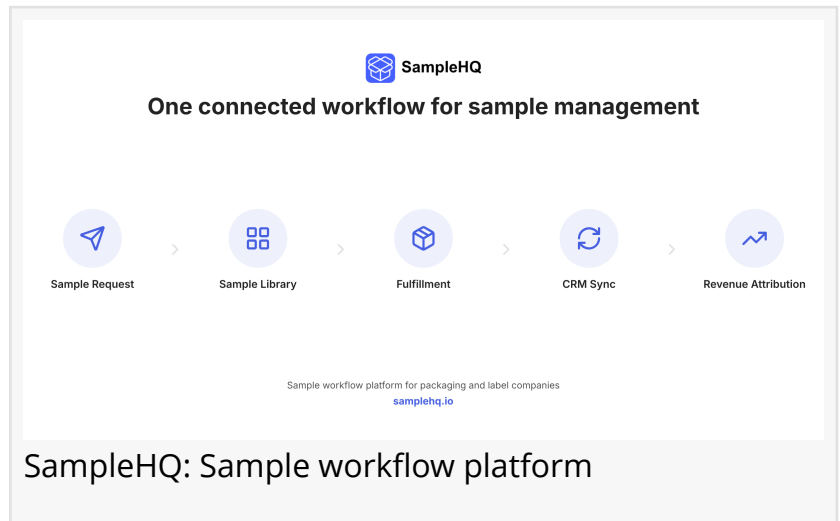 SampleHQ
One connected workflow for sample management
Sample Request
Sample Library
Fulfillment
CRM Sync
Revenue Attribution
Sample workflow platform for packaging and label companies
samplehq.io
SampleHQ: Sample workflow platform